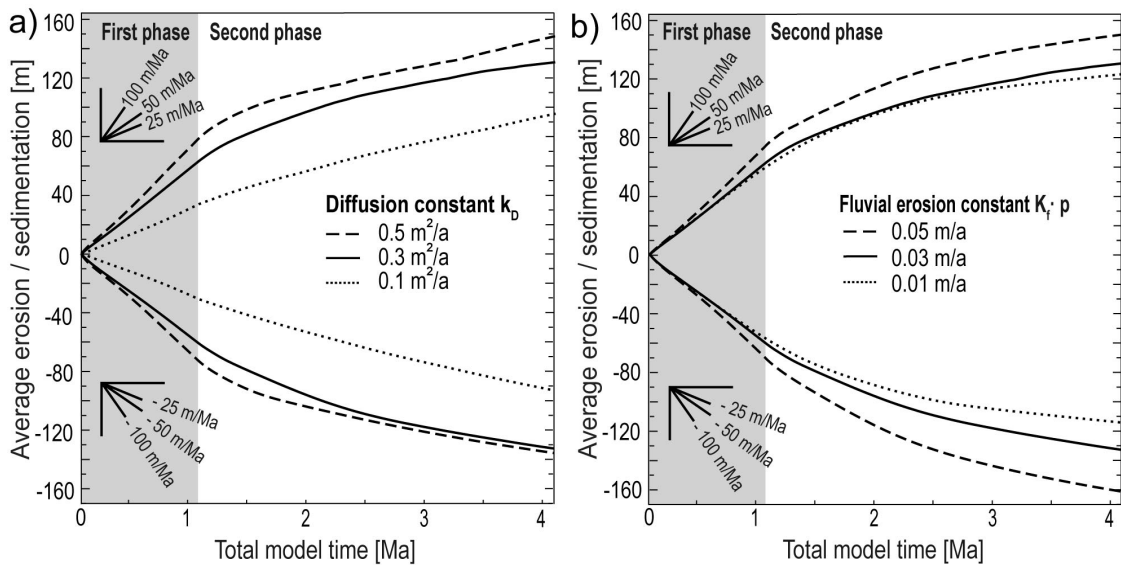 a)
First phase
Second phase
Average erosion / sedimentation [m]
160
120
80
40
0
-40
-80
-120
-160
100 m/Ma
50 m/Ma
25 m/Ma
Diffusion constant k_D
0.5 m²/a
0.3 m²/a
0.1 m²/a
- 25 m/Ma
- 50 m/Ma
- 100 m/Ma
0
1
2
3
4
Total model time [Ma]
b)
First phase
Second phase
Average erosion / sedimentation [m]
160
120
80
40
0
-40
-80
-120
-160
100 m/Ma
50 m/Ma
25 m/Ma
Fluvial erosion constant K_f· p
0.05 m/a
0.03 m/a
0.01 m/a
- 25 m/Ma
- 50 m/Ma
- 100 m/Ma
0
1
2
3
4
Total model time [Ma]